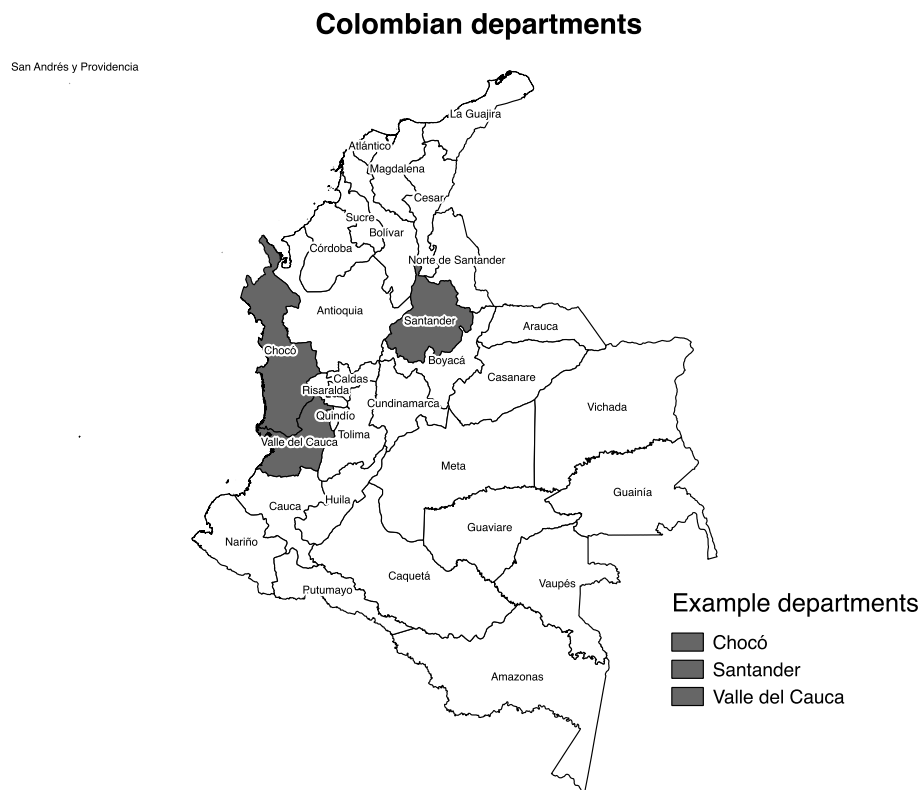 Colombian departments
San Andrés y Providencia
La Guajira
Atlántico
Magdalena
Cesar
Sucre
Bolívar
Córdoba
Norte de Santander
Antioquia
Santander
Arauca
Chocó
Boyacá
Caldas
Casanare
Risaralda
Cundinamarca
Vichada
Quindío
Tolima
Valle del Cauca
Meta
Guainía
Huila
Cauca
Guaviare
Nariño
Caquetá
Vaupés
Putumayo
Amazonas
Example departments
Chocó
Santander
Valle del Cauca